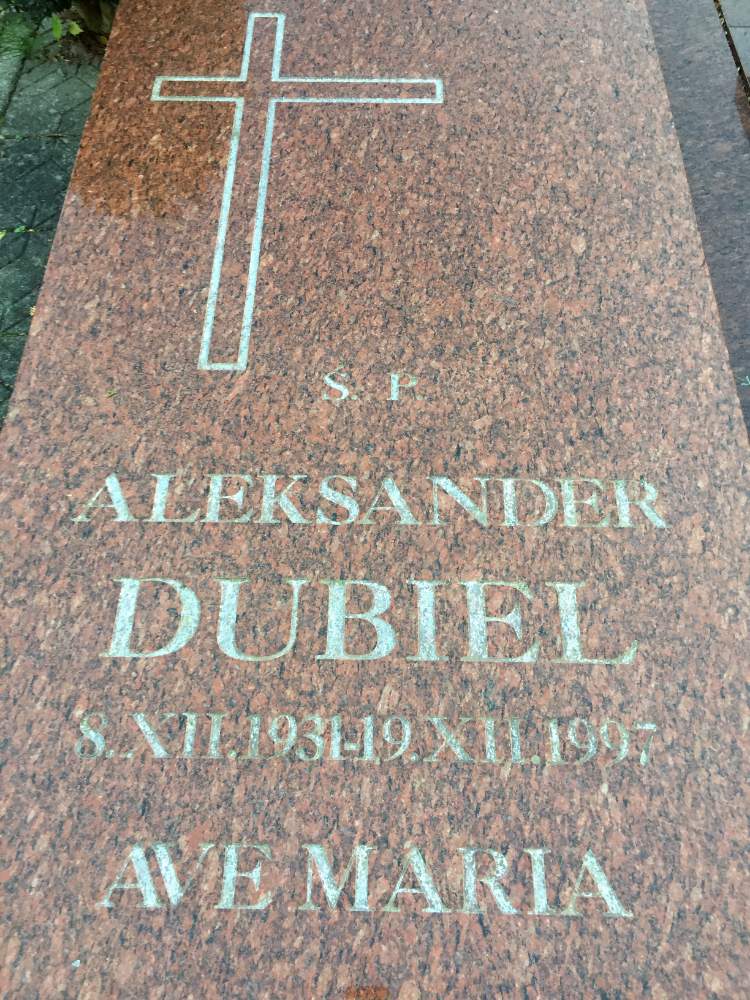 Ś. P.
ALEKSANDER
DUBIEL
8.XII.1931-19.XII.1997
AVE MARIA